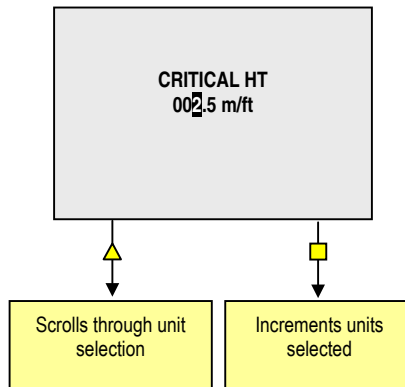 CRITICAL HT
002.5 m/ft
Scrolls through unit
selection
Increments units
selected